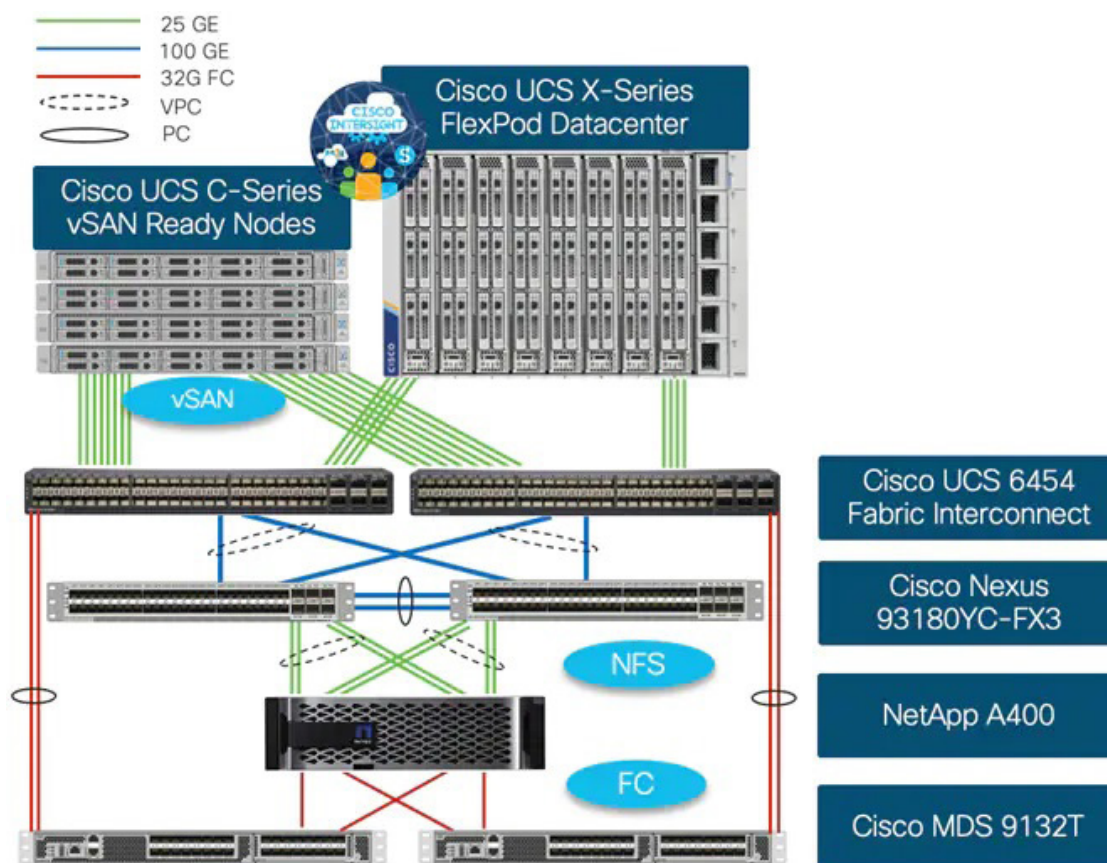 25 GE
100 GE
32G FC
VPC
PC
CISCO
INTERSIGHT
Cisco UCS X-Series
FlexPod Datacenter
Cisco UCS C-Series
vSAN Ready Nodes
CISCO
vSAN
Cisco UCS 6454
Fabric Interconnect
Cisco Nexus
93180YC-FX3
NFS
NetApp A400
FC
Cisco MDS 9132T